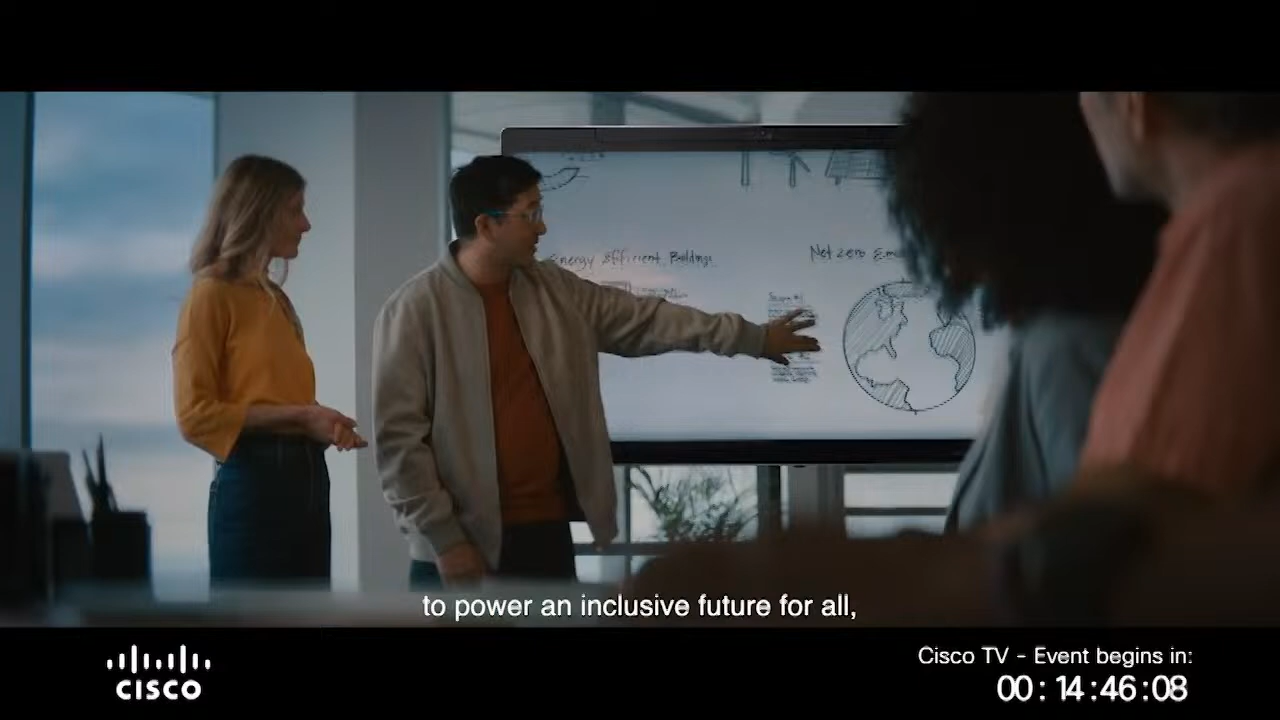 Energy Efficient Buildings
Net zero
to power an inclusive future for all,
CISCO
Cisco TV - Event begins in:
00:14:46:08